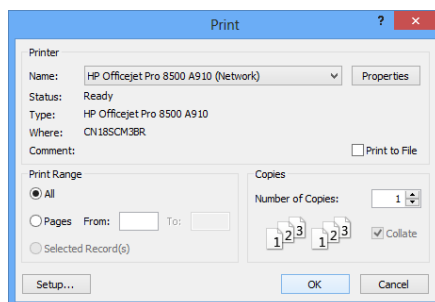 Print
?
Printer
Name: HP Officejet Pro 8500 A910 (Network) Properties
Status: Ready
Type: HP Officejet Pro 8500 A910
Where: CN18SCM3BR
Comment: Print to File
Print Range
All
Pages From: To:
Selected Record(s)
Copies
Number of Copies: 1
1 2 3 1 2 3 Collate
Setup... OK Cancel